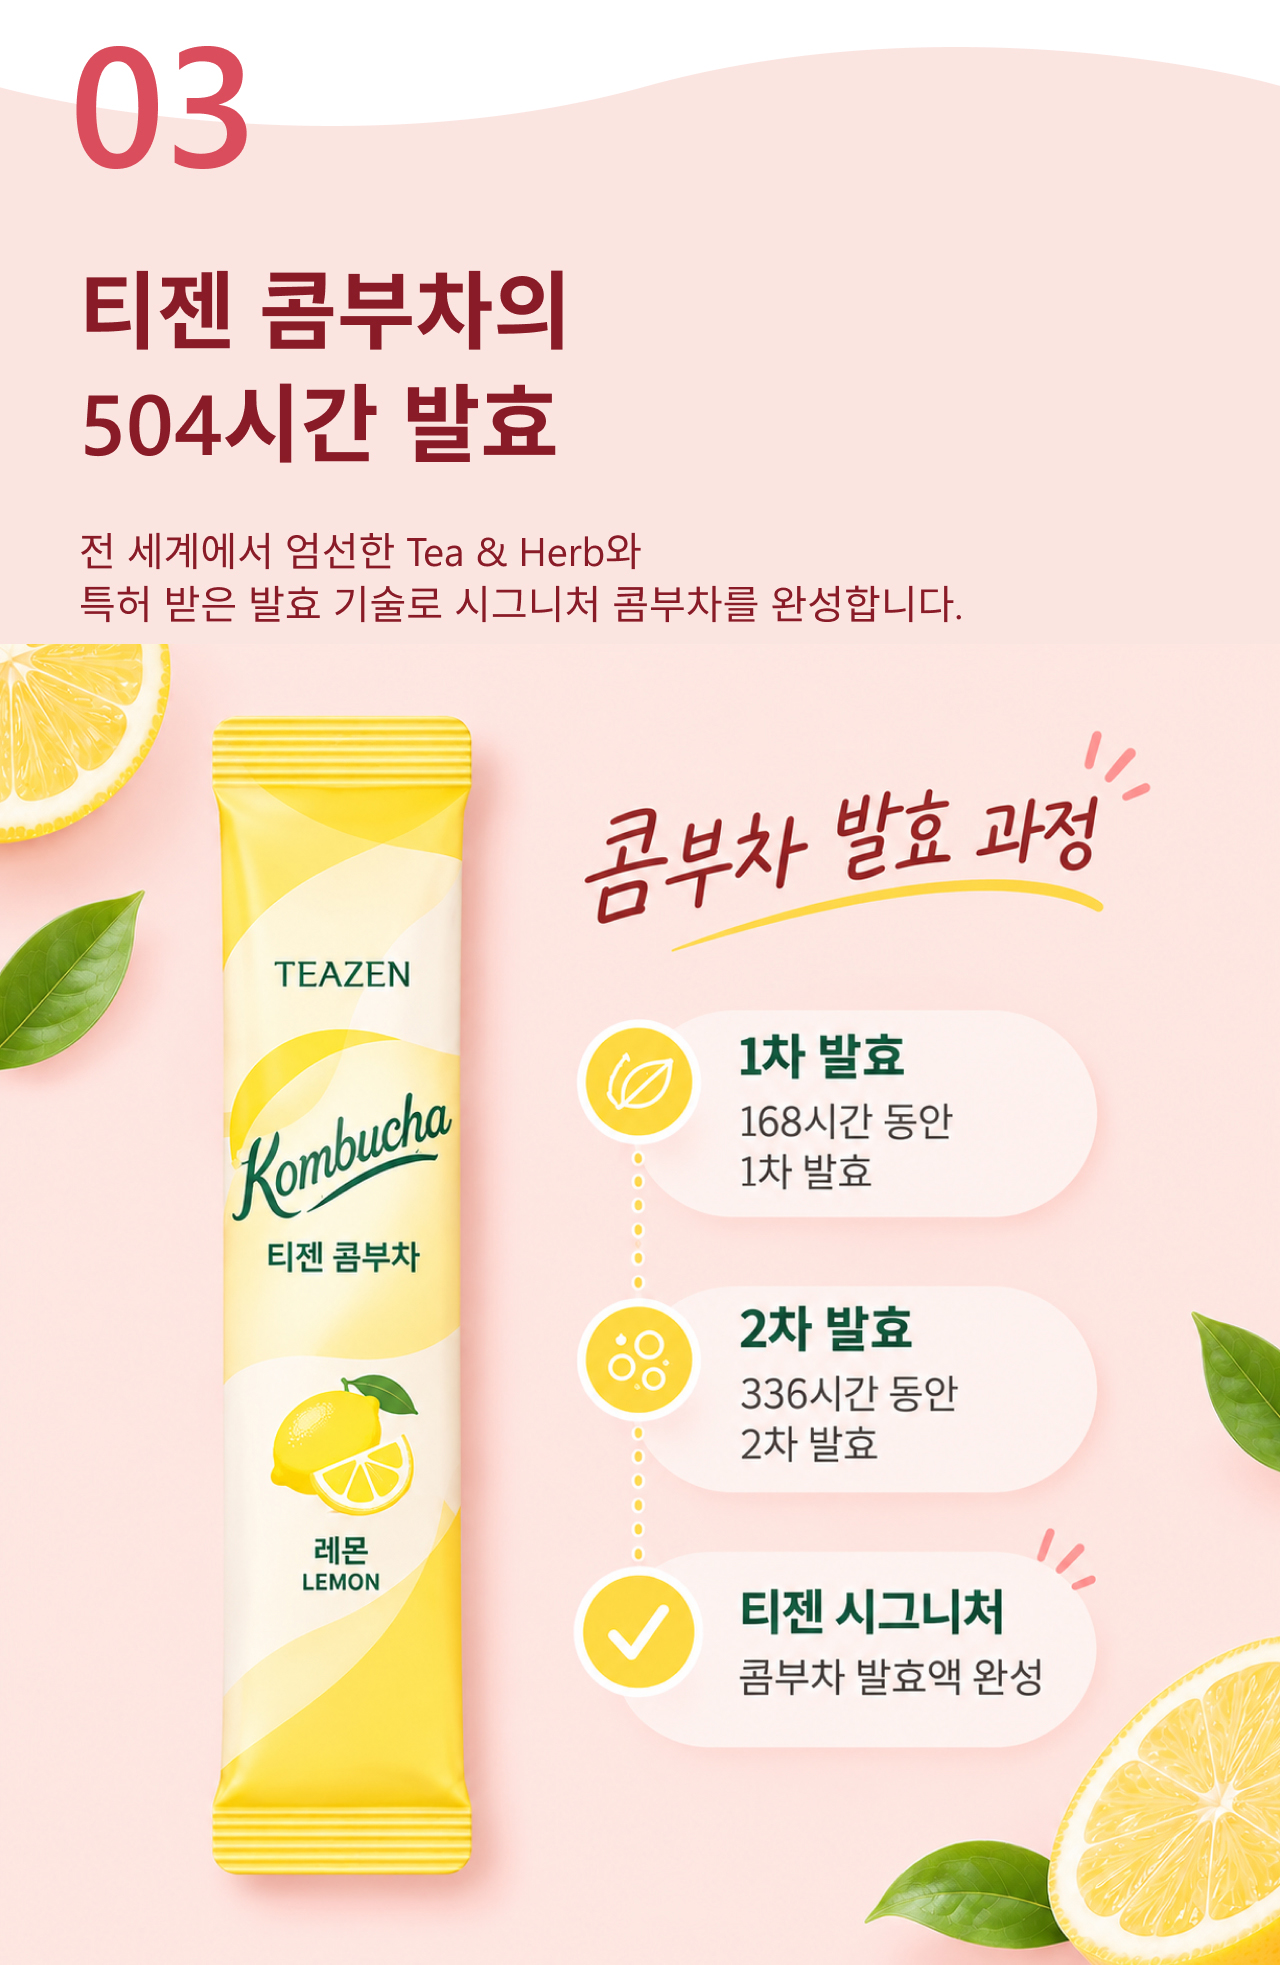 03
티젠 콤부차의
504시간 발효
전 세계에서 엄선한 Tea & Herb와
특허 받은 발효 기술로 시그니처 콤부차를 완성합니다.
콤부차 발효 과정
TEAZEN
Kombucha
티젠 콤부차
레몬
LEMON
1차 발효
168시간 동안
1차 발효
2차 발효
336시간 동안
2차 발효
티젠 시그니처
콤부차 발효액 완성